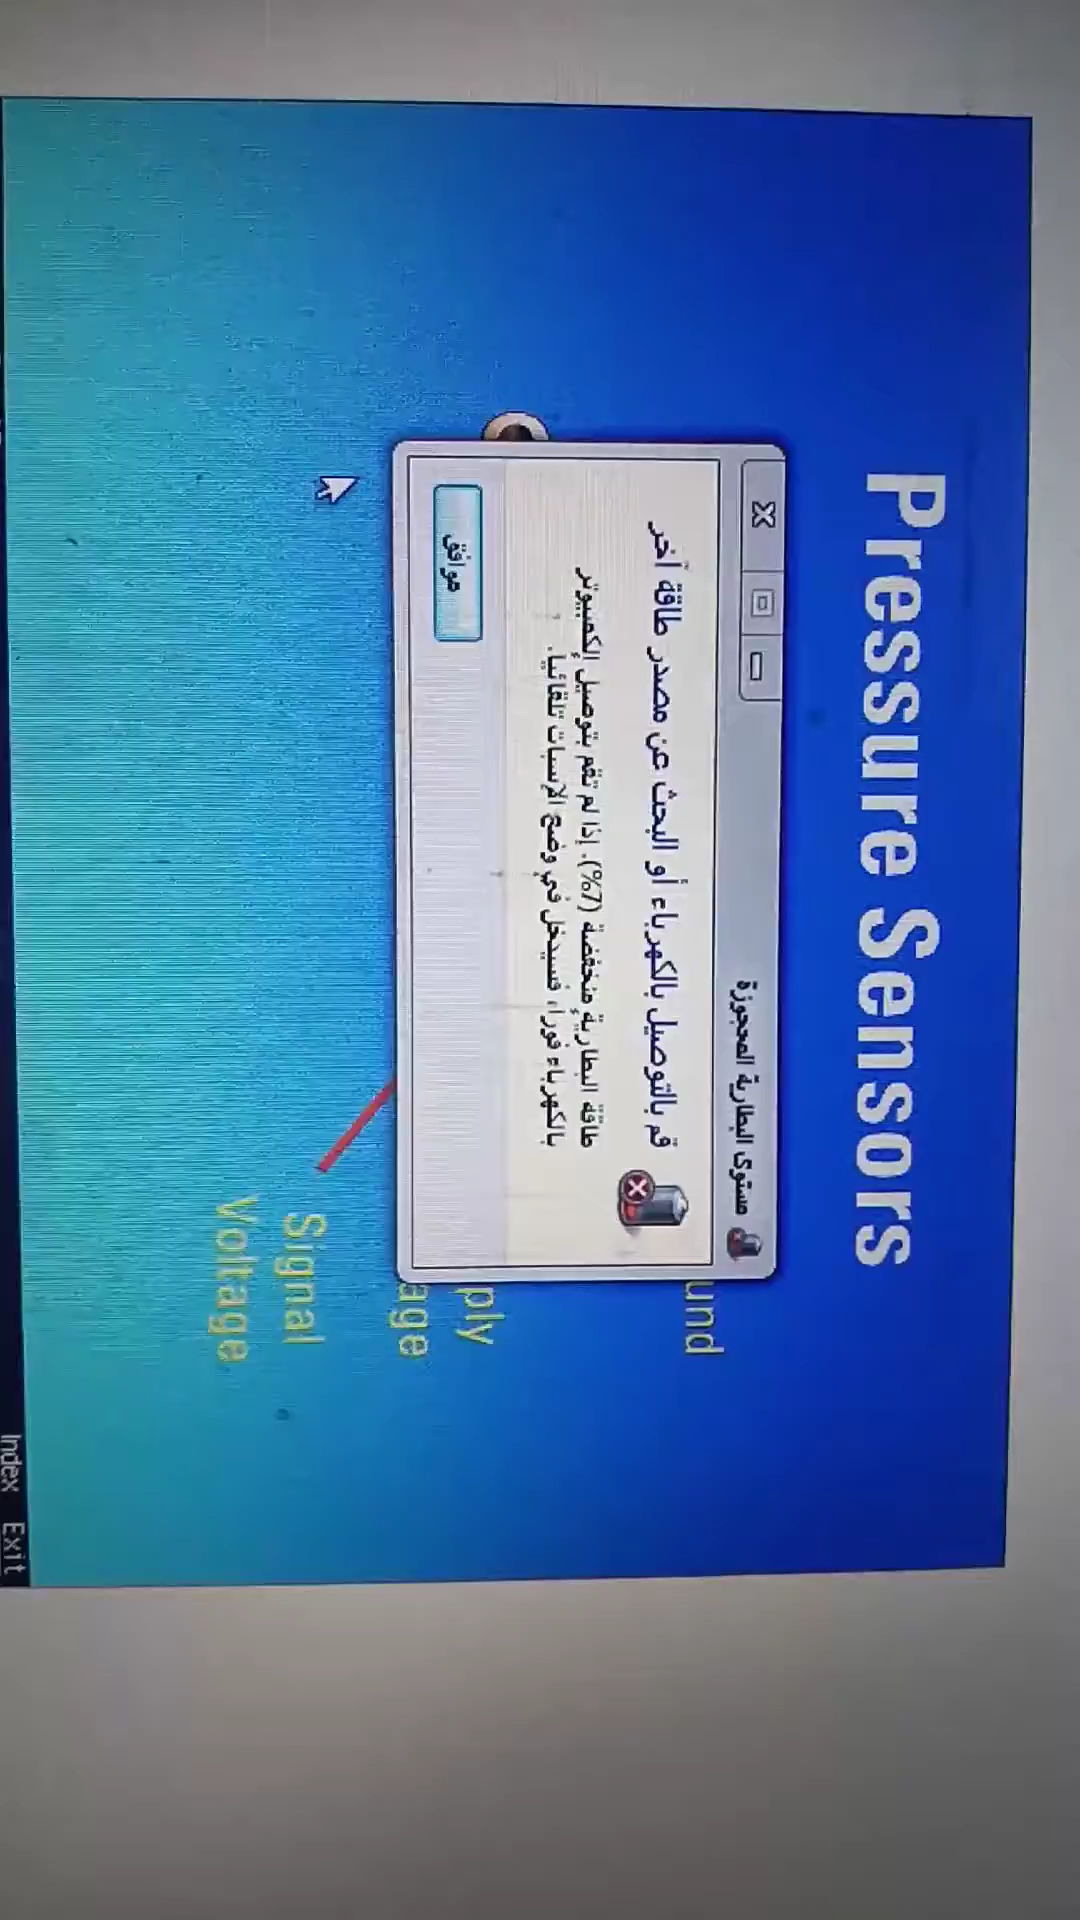 Pressure Sensors
مستوى البطارية المحجوزة
قم بالتوصيل بالكهرباء أو البحث عن مصدر طاقة آخر
طاقة البطارية منخفضة (7%). إذا لم تقم بتوصيل الكمبيوتر
بالكهرباء فورا، فسيدخل في وضع الإسبات تلقائيا.
موافق
und
ply
age
Signal
Voltage
Index Exit